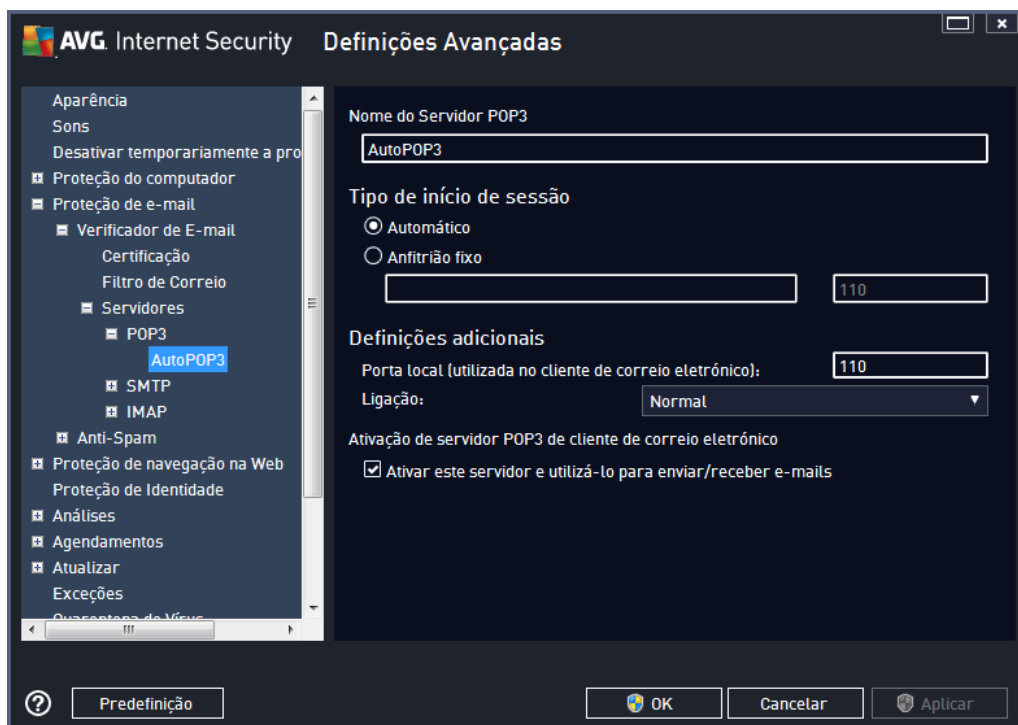 AVG. Internet Security Definições Avançadas
Aparência
Sons
Desativar temporariamente a pro
Proteção do computador
Proteção de e-mail
Verificador de E-mail
Certificação
Filtro de Correio
Servidores
POP3
AutoPOP3
SMTP
IMAP
Anti-Spam
Proteção de navegação na Web
Proteção de Identidade
Análises
Agendamentos
Atualizar
Exceções
Quarentena de Vírus
Nome do Servidor POP3
AutoPOP3
Tipo de início de sessão
Automático
Anfitrião fixo
110
Definições adicionais
Porta local (utilizada no cliente de correio eletrónico): 110
Ligação: Normal
Ativação de servidor POP3 de cliente de correio eletrónico
Ativar este servidor e utilizá-lo para enviar/receber e-mails
Predefinição OK Cancelar Aplicar